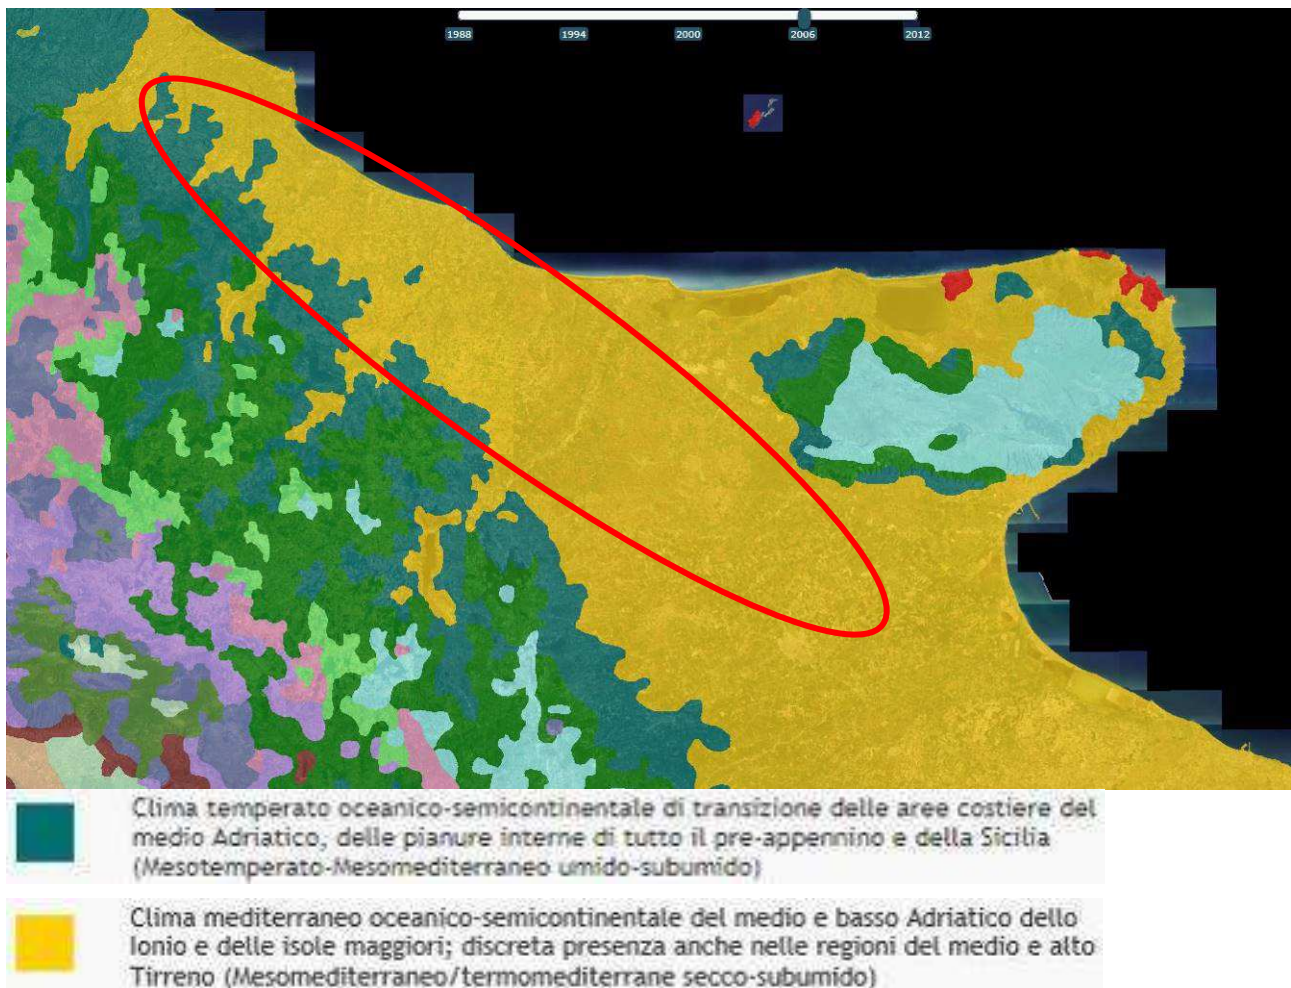 1988 1994 2000 2006 2012
Clima temperato oceanico-semicontinentale di transizione delle aree costiere del
medio Adriatico, delle pianure interne di tutto il pre-appennino e della Sicilia
(Mesotemperato-Mesomediterraneo umido-subumido)
Clima mediterraneo oceanico-semicontinentale del medio e basso Adriatico dello
Ionio e delle isole maggiori; discreta presenza anche nelle regioni del medio e alto
Tirreno (Mesomediterraneo/termomediterrane secco-subumido)